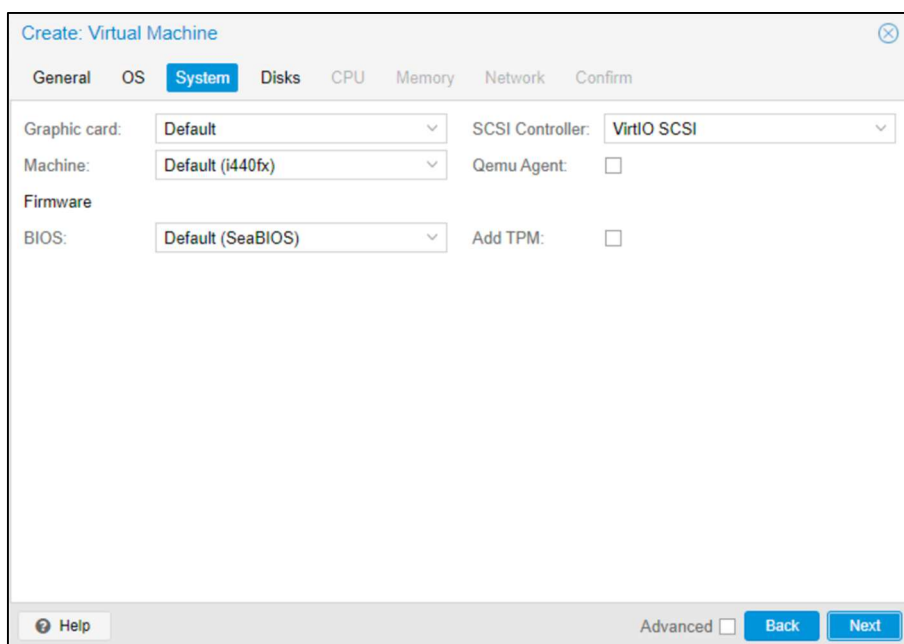 Create: Virtual Machine
General OS System Disks CPU Memory Network Confirm
Graphic card: Default SCSI Controller: VirtIO SCSI
Machine: Default (i440fx) Qemu Agent:
Firmware
BIOS: Default (SeaBIOS) Add TPM:
Help Advanced Back Next